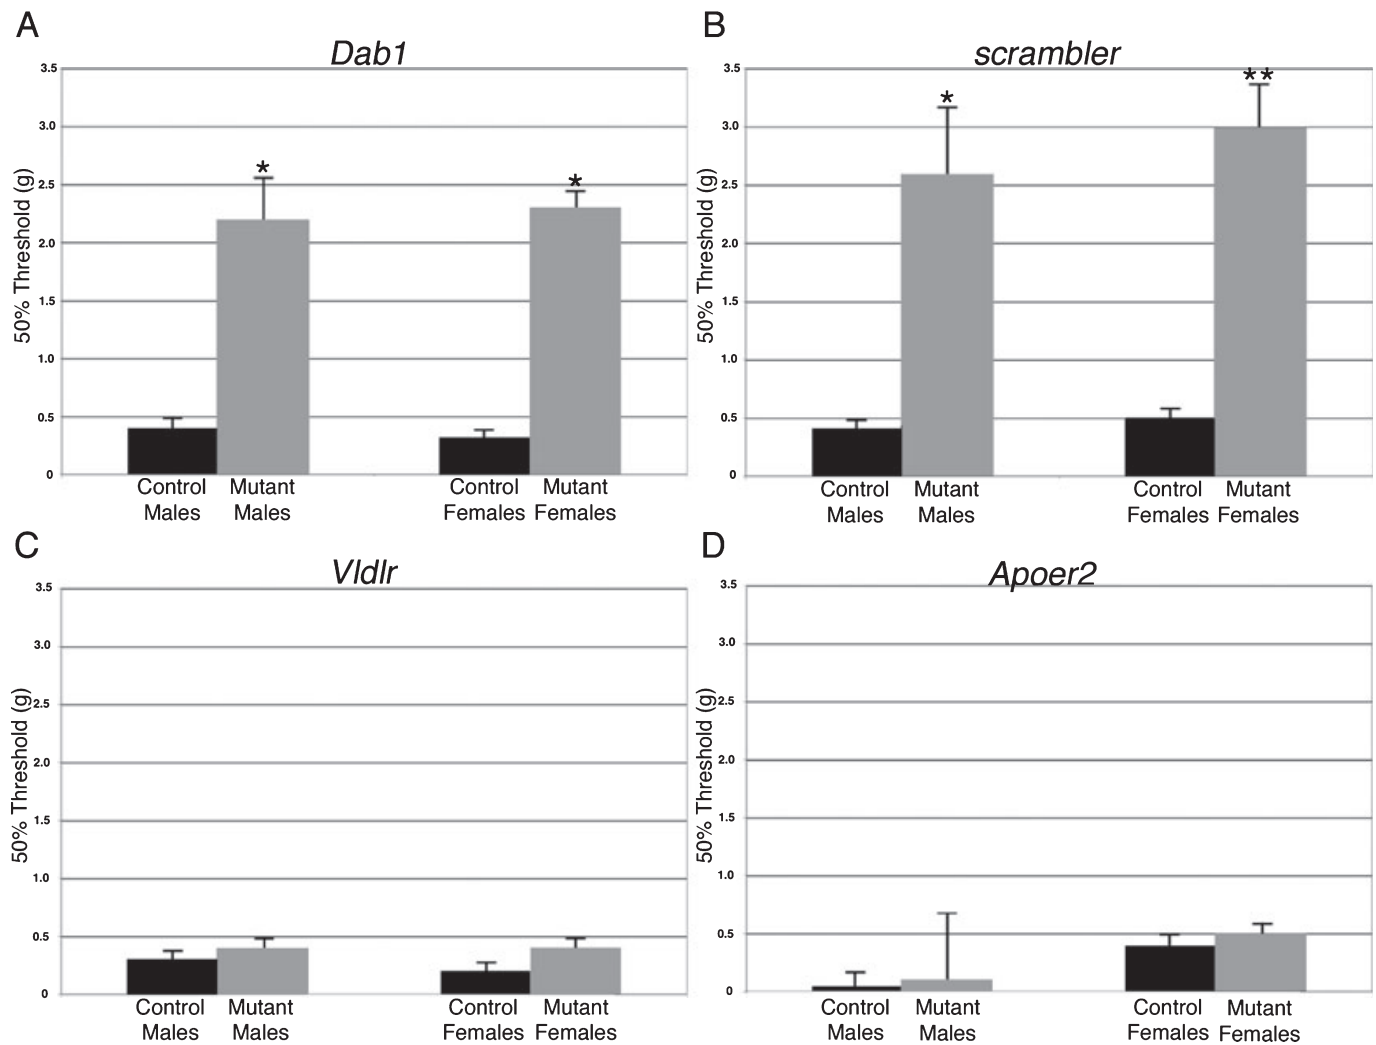 A
Dab1
50% Threshold (g)
3.5
3.0
2.5
2.0
1.5
1.0
0.5
0
*
*
Control Males
Mutant Males
Control Females
Mutant Females
B
scrambler
50% Threshold (g)
3.5
3.0
2.5
2.0
1.5
1.0
0.5
0
*
**
Control Males
Mutant Males
Control Females
Mutant Females
C
Vldlr
50% Threshold (g)
3.5
3.0
2.5
2.0
1.5
1.0
0.5
0
Control Males
Mutant Males
Control Females
Mutant Females
D
Apoer2
50% Threshold (g)
3.5
3.0
2.5
2.0
1.5
1.0
0.5
0
Control Males
Mutant Males
Control Females
Mutant Females